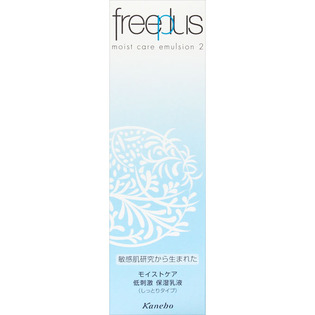 freeplus
moist care emulsion 2
敏感肌研究から生まれた
モイストケア
低刺激 保湿乳液
（しっとりタイプ）
Kanebo